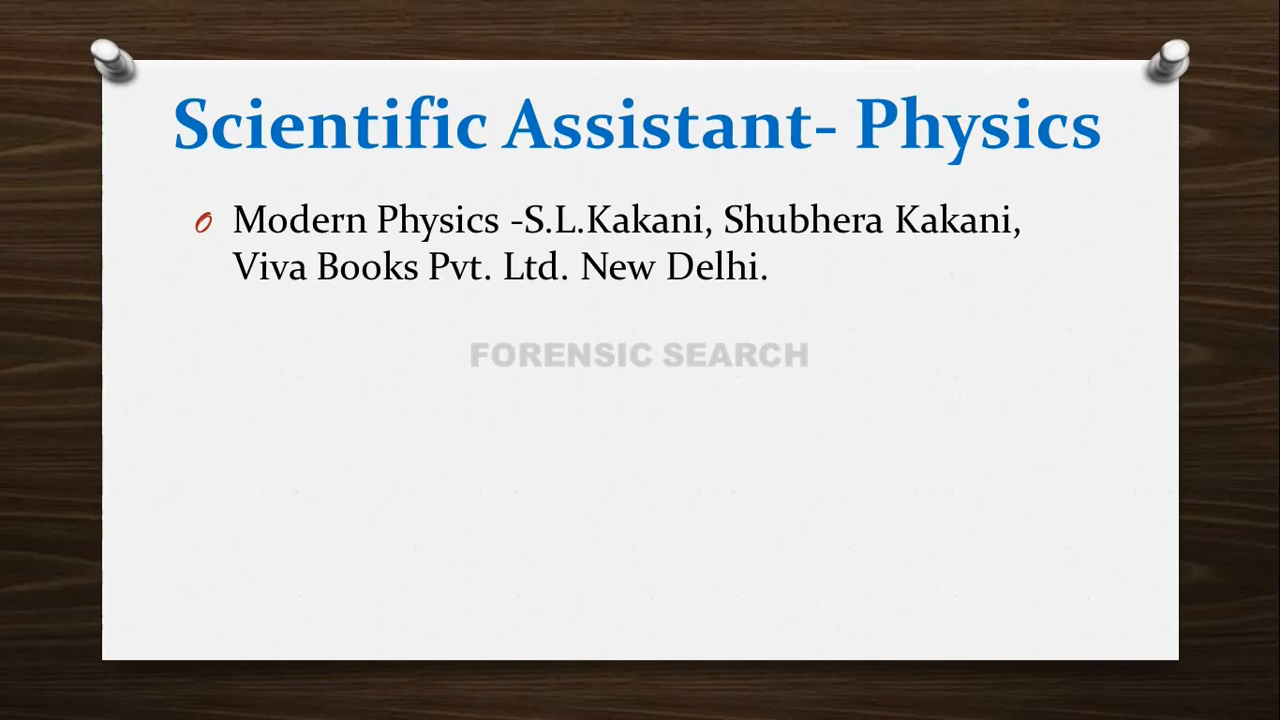 Scientific Assistant- Physics
Modern Physics -S.L.Kakani, Shubhera Kakani,
Viva Books Pvt. Ltd. New Delhi.
FORENSIC SEARCH